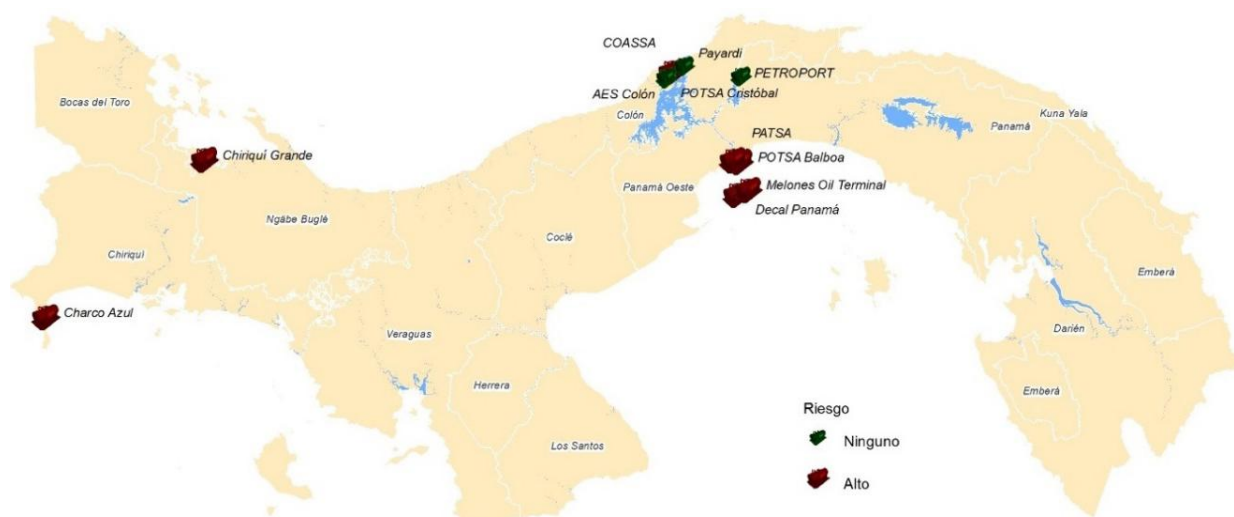 COASSA
Payardi
PETROPORT
AES Colón
POTSA Cristóbal
Bocas del Toro
Colón
Kuna Yala
Panamá
PATSA
Chiriquí Grande
POTSA Balboa
Panamá Oeste
Melones Oil Terminal
Decal Panamá
Ngäbe Buglé
Coclé
Chiriquí
Emberá
Charco Azul
Veraguas
Darién
Herrera
Emberá
Los Santos
Riesgo
Ninguno
Alto